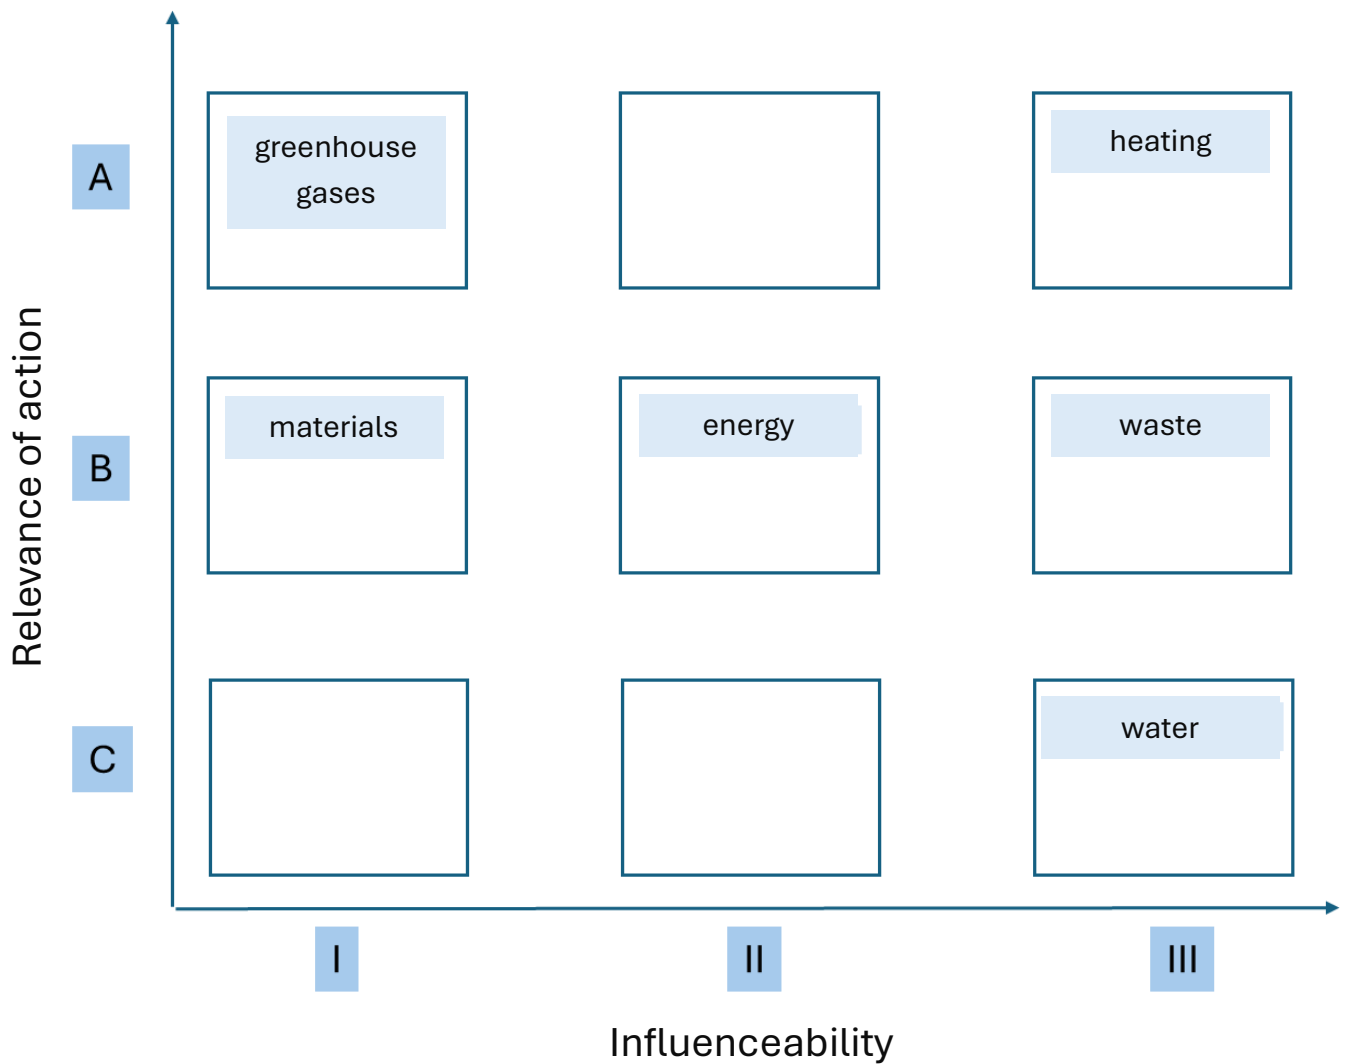 greenhouse
gases
heating
A
Relevance of action
materials
energy
waste
B
water
C
I
II
III
Influenceability